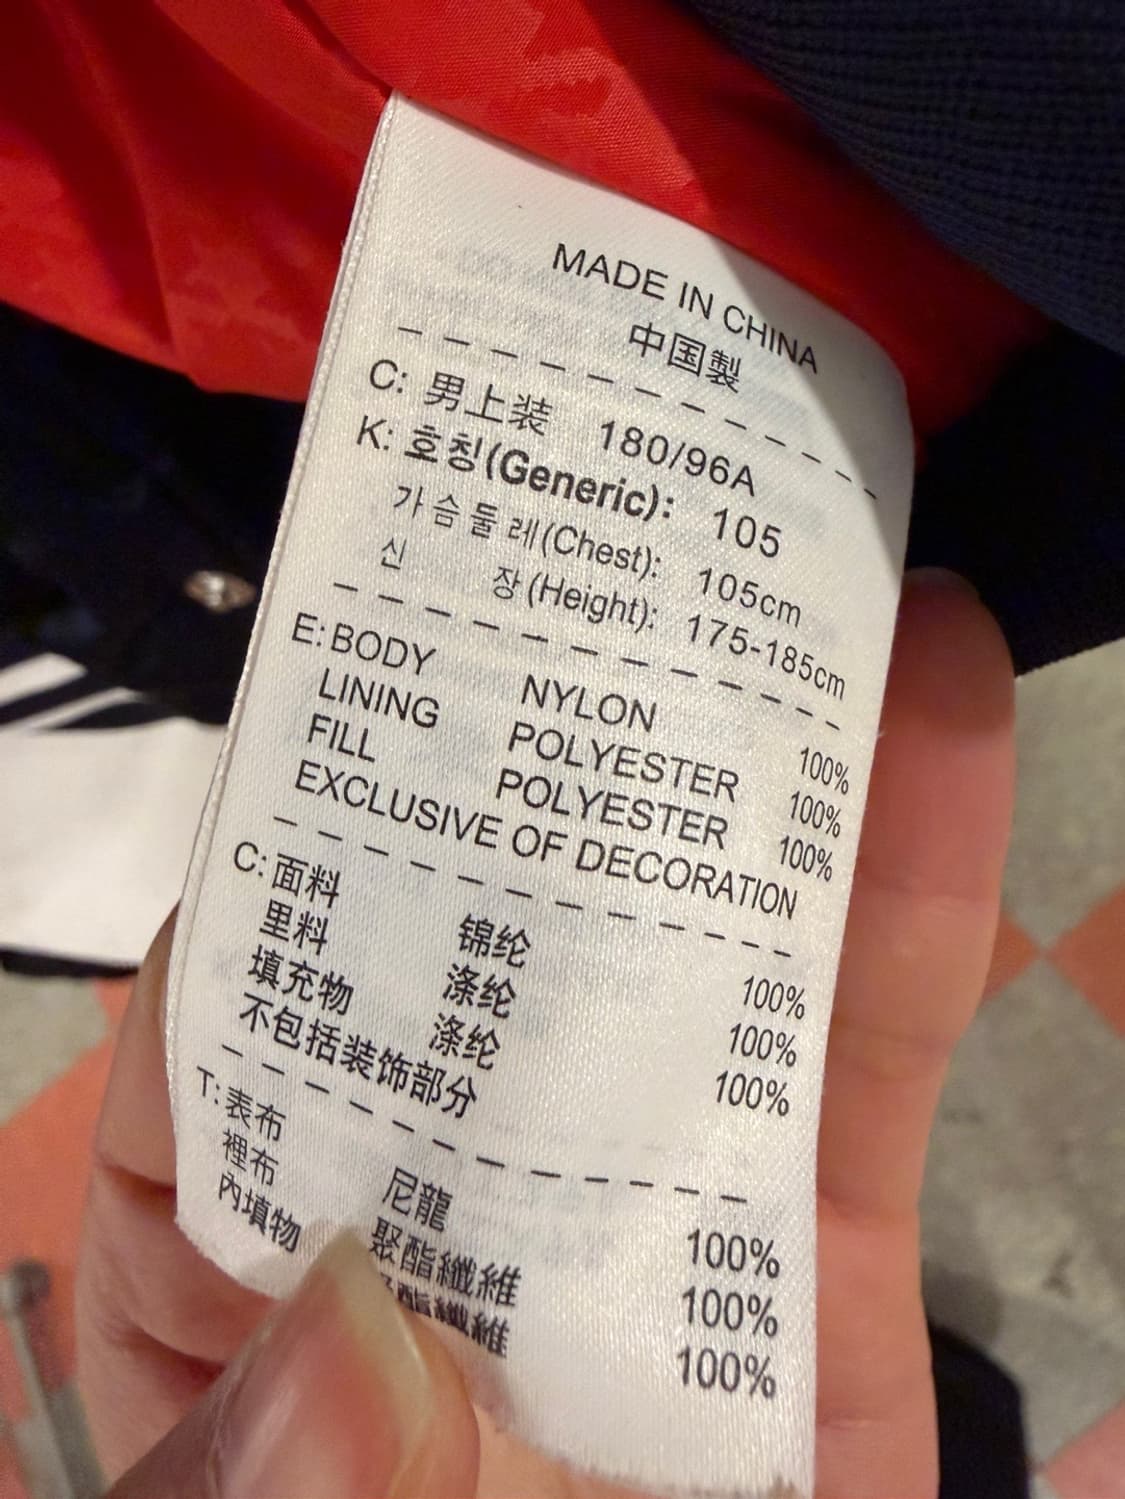 MADE IN CHINA
中国製
C: 男上装 180/96A
K: 호칭(Generic): 105
가슴둘레(Chest): 105cm
신 장(Height): 175-185cm
E: BODY NYLON 100%
LINING POLYESTER 100%
FILL POLYESTER 100%
EXCLUSIVE OF DECORATION
C: 面料 锦纶 100%
里料 涤纶 100%
填充物 涤纶 100%
不包括装饰部分
T: 表布 尼龍 100%
裡布 聚酯纖維 100%
內填物 酯纖維 100%